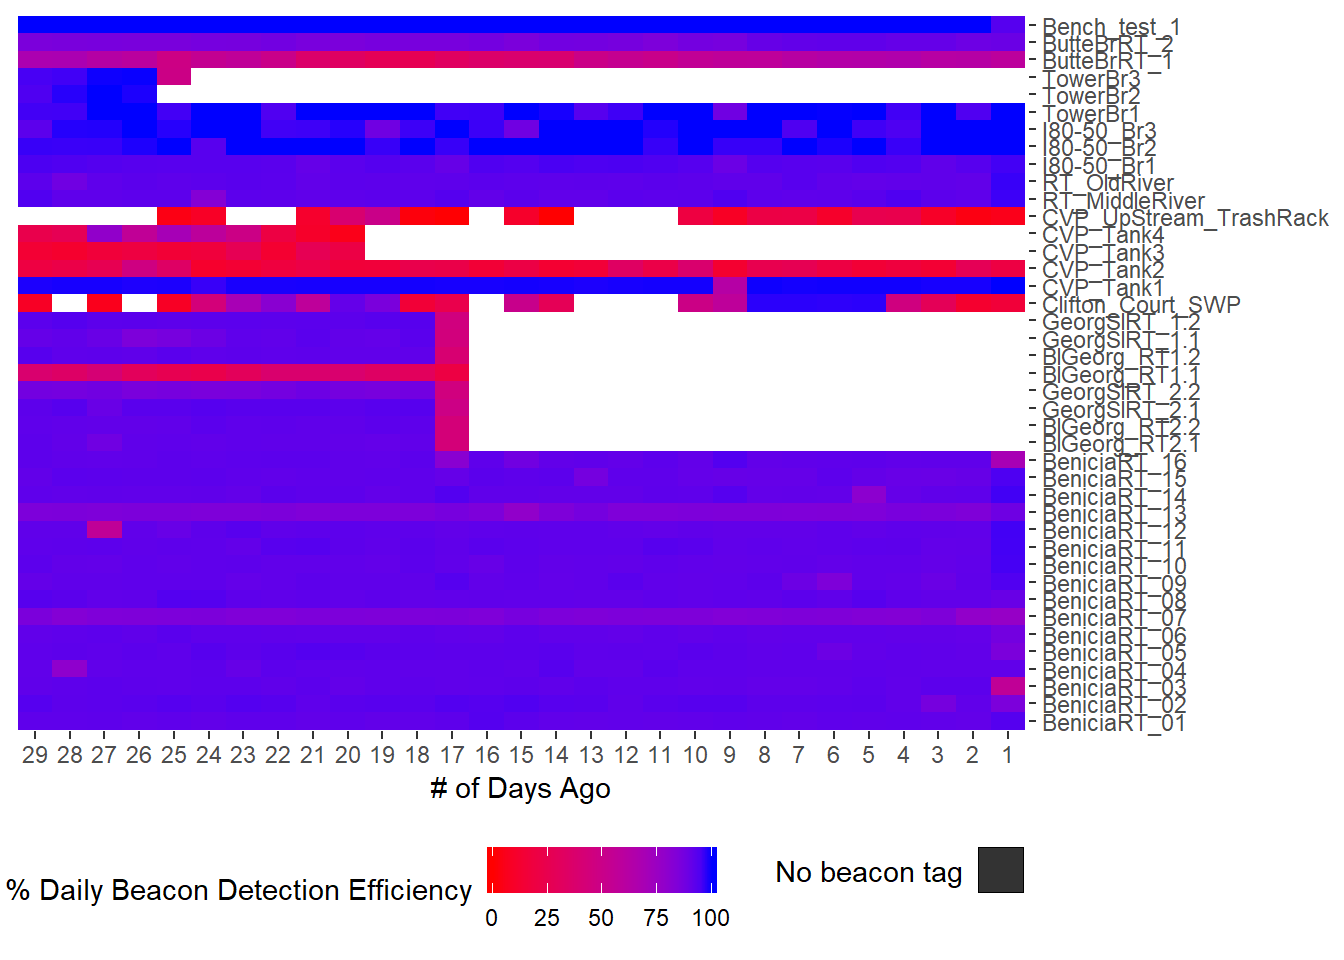 Bench_test_1
ButteBrRT_2
ButteBrRT_1
TowerBr3
TowerBr2
TowerBr1
I80-50_Br3
I80-50_Br2
I80-50_Br1
RT_OldRiver
RT_MiddleRiver
CVP_UpStream_TrashRack
CVP_Tank4
CVP_Tank3
CVP_Tank2
CVP_Tank1
Clifton_Court_SWP
GeorgSlRT_1.2
GeorgSlRT_1.1
BlGeorg_RT1.2
BlGeorg_RT1.1
GeorgSlRT_2.2
GeorgSlRT_2.1
BlGeorg_RT2.2
BlGeorg_RT2.1
BeniciaRT_16
BeniciaRT_15
BeniciaRT_14
BeniciaRT_13
BeniciaRT_12
BeniciaRT_11
BeniciaRT_10
BeniciaRT_09
BeniciaRT_08
BeniciaRT_07
BeniciaRT_06
BeniciaRT_05
BeniciaRT_04
BeniciaRT_03
BeniciaRT_02
BeniciaRT_01
29 28 27 26 25 24 23 22 21 20 19 18 17 16 15 14 13 12 11 10 9 8 7 6 5 4 3 2 1
# of Days Ago
% Daily Beacon Detection Efficiency
0 25 50 75 100
No beacon tag